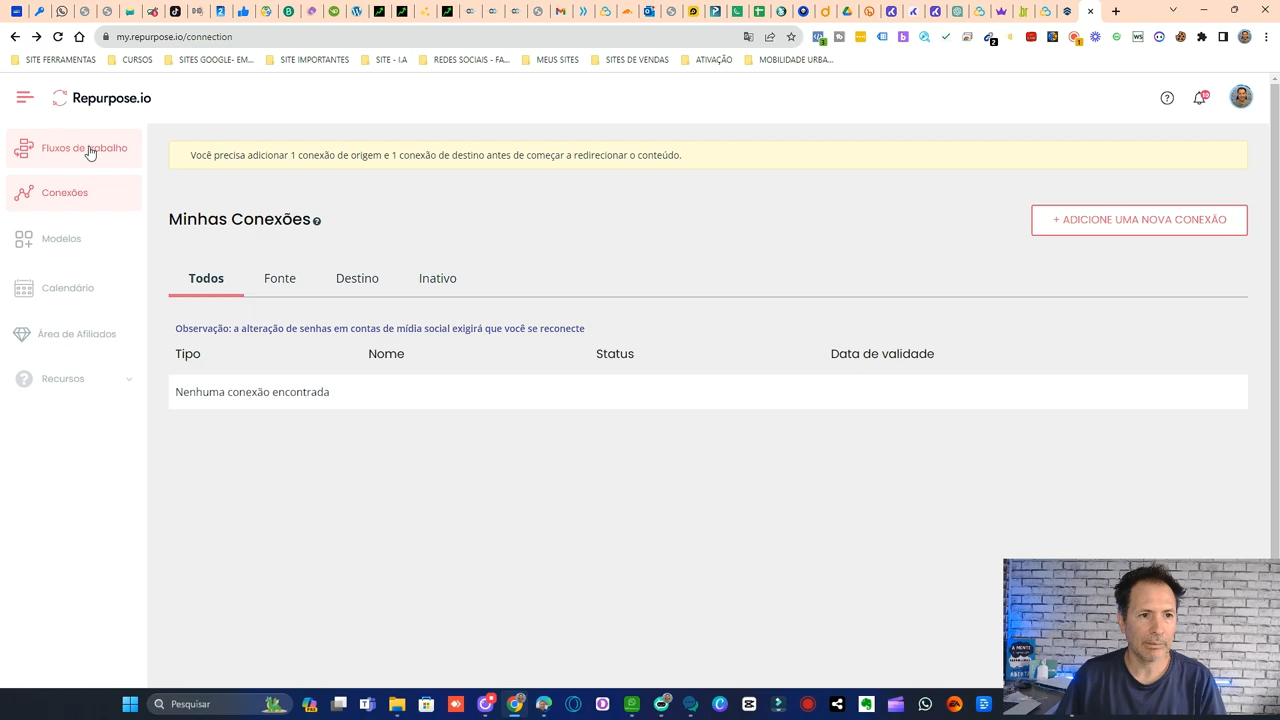 my.repurpose.io/connection
SITE FERRAMENTAS
CURSOS
SITES GOOGLE- EM...
SITE IMPORTANTES
SITE - I.A
REDES SOCIAIS - FA...
MEUS SITES
SITES DE VENDAS
ATIVAÇÃO
MOBILIDADE URBA...
Repurpose.io
Fluxos de trabalho
Conexões
Modelos
Calendário
Área de Afiliados
Recursos
Você precisa adicionar 1 conexão de origem e 1 conexão de destino antes de começar a redirecionar o conteúdo.
Minhas Conexões
+ ADICIONE UMA NOVA CONEXÃO
Todos Fonte Destino Inativo
Observação: a alteração de senhas em contas de mídia social exigirá que você se reconecte
Tipo Nome Status Data de validade
Nenhuma conexão encontrada
A MENTE
ABERTA
Pesquisar